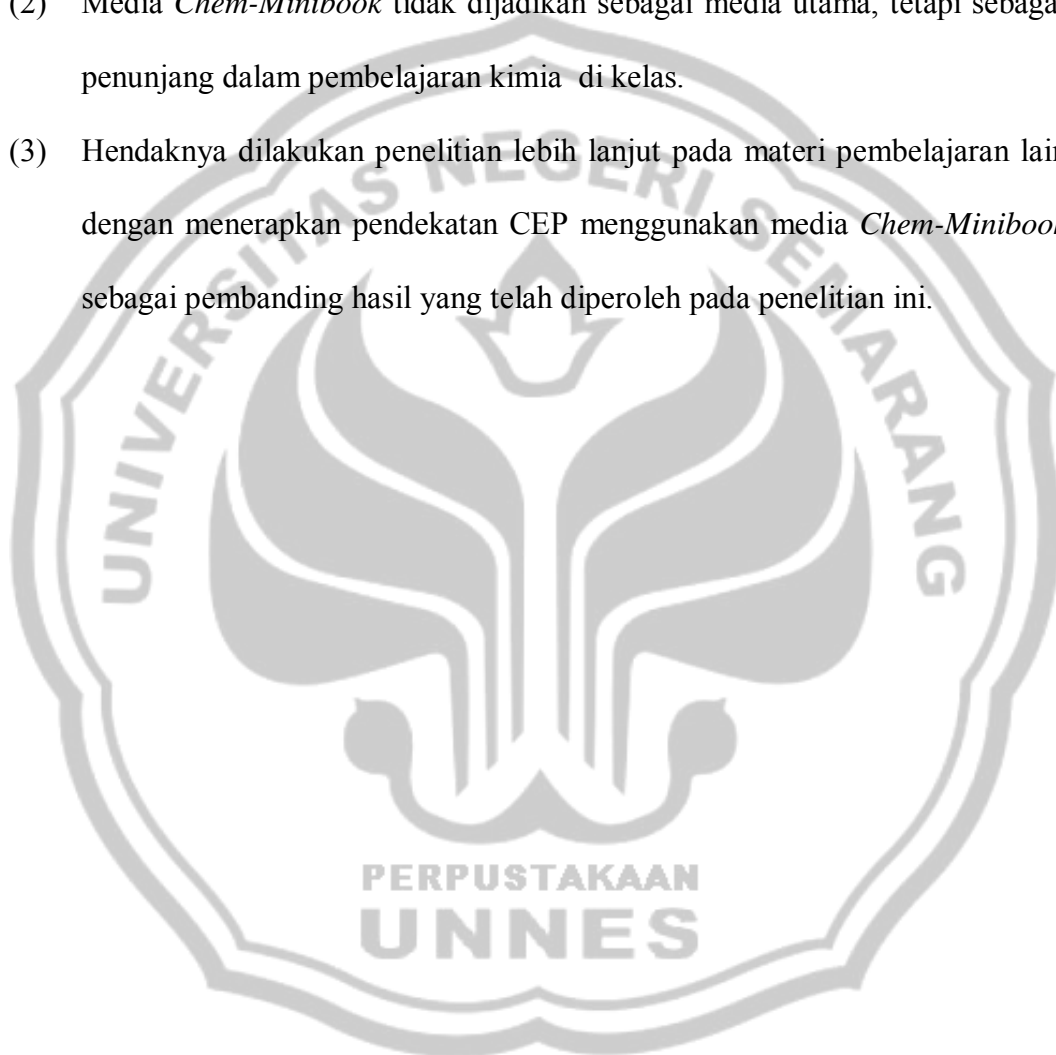 (2) Media Chem-Minibook tidak dijadikan sebagai media utama, tetapi sebagai
penunjang dalam pembelajaran kimia di kelas.
(3) Hendaknya dilakukan penelitian lebih lanjut pada materi pembelajaran lain
dengan menerapkan pendekatan CEP menggunakan media Chem-Minibook
sebagai pembanding hasil yang telah diperoleh pada penelitian ini.
UNIVERSITAS NEGERI SEMARANG
PERPUSTAKAAN
UNNES